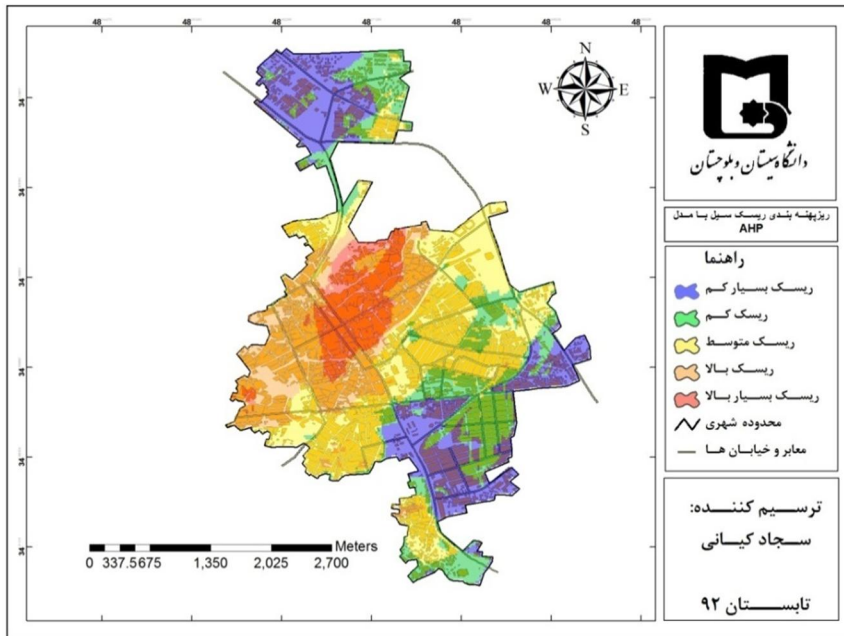 48 48 48 48 48 48 48
34
34
34
34
34
34
N
W E
S
دانشگاه سیستان و بلوچستان
ریزپهنه بندی ریسک سیل با مدل
AHP
راهنما
ریسک بسیار کم
ریسک کم
ریسک متوسط
ریسک بالا
ریسک بسیار بالا
محدوده شهری
معابر و خیابان ها
ترسیم کننده:
سجاد کیانی
تابستان ۹۲
Meters
0 337.5675 1,350 2,025 2,700